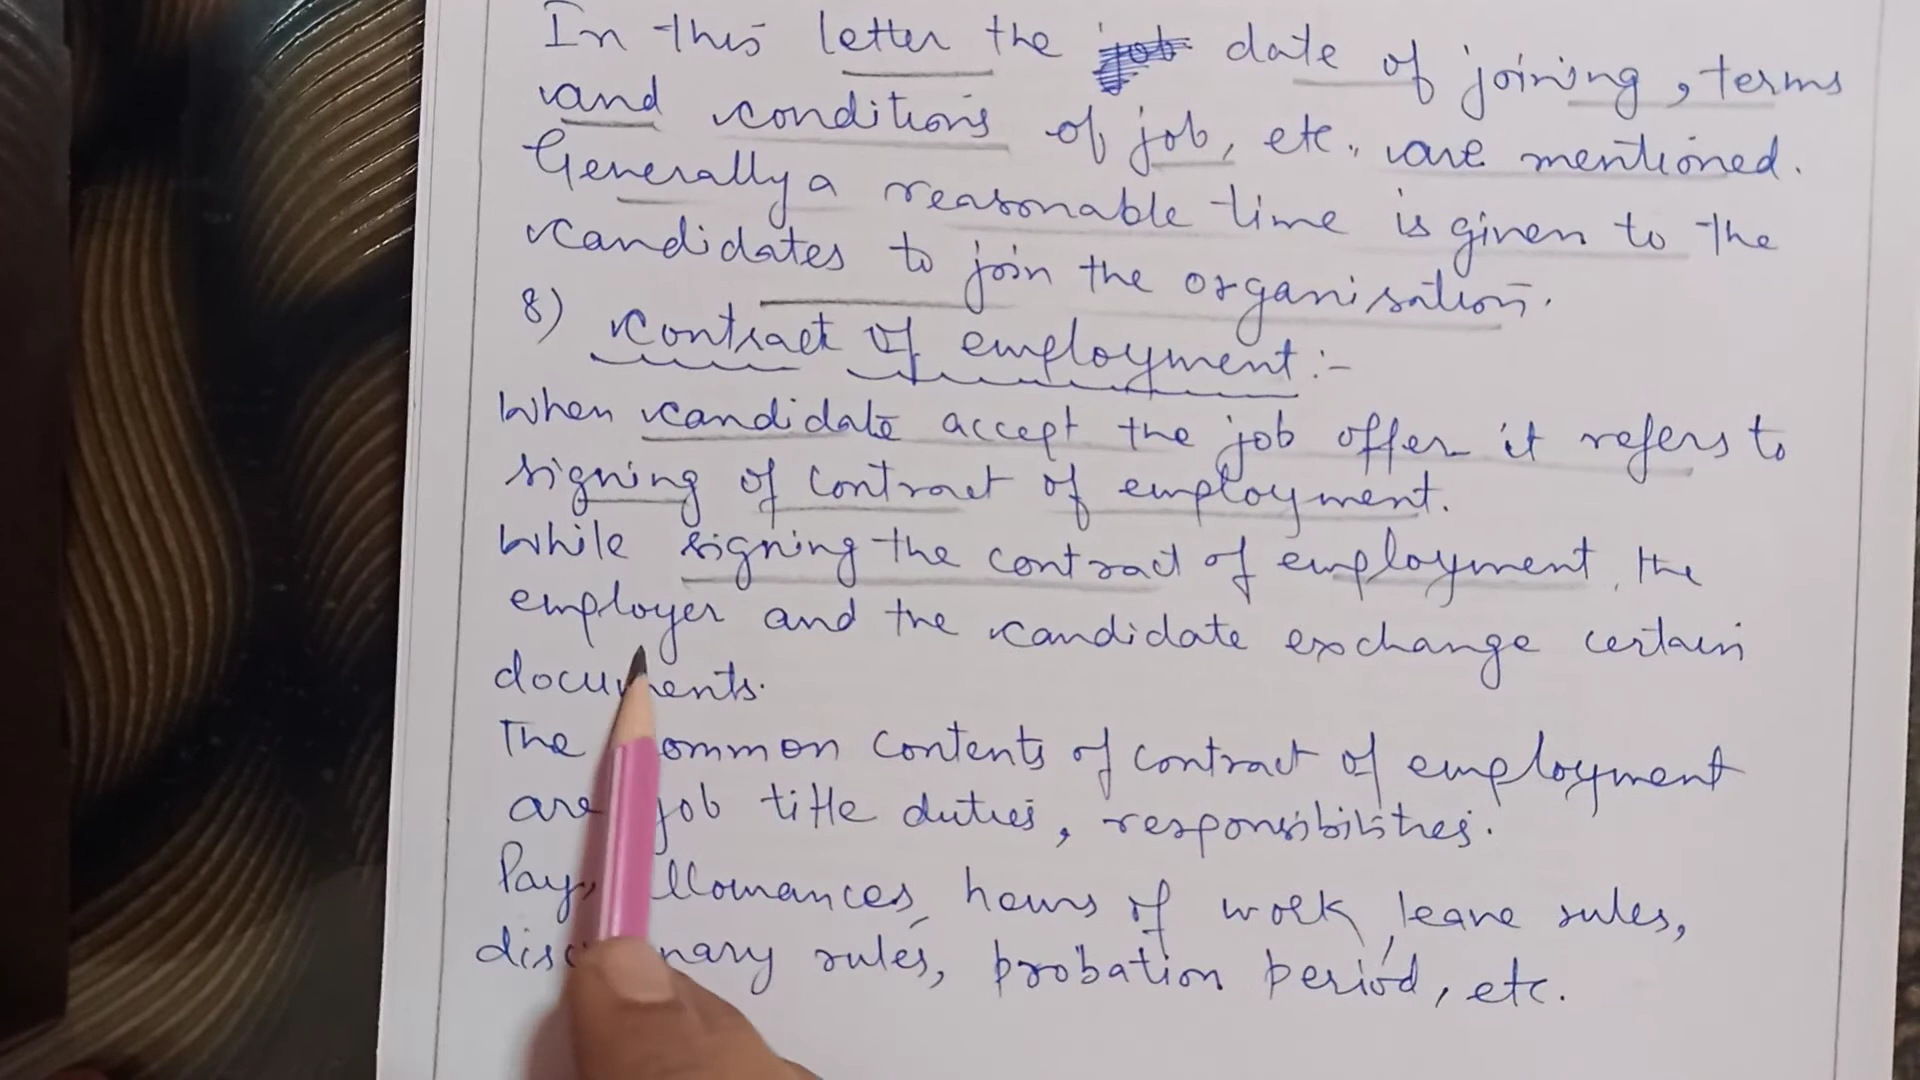 In this letter the job date of joining, terms
and conditions of job, etc., are mentioned.
Generally a reasonable time is given to the
candidates to join the organisation.
8) Contract of employment :-
When candidate accept the job offer it refers to
signing of contract of employment.
While signing the contract of employment, the
employer and the candidate exchange certain
documents.
The common contents of contract of employment
are job title duties, responsibilities.
Pay, allowances, hours of work, leave rules,
disciplinary rules, probation period, etc.